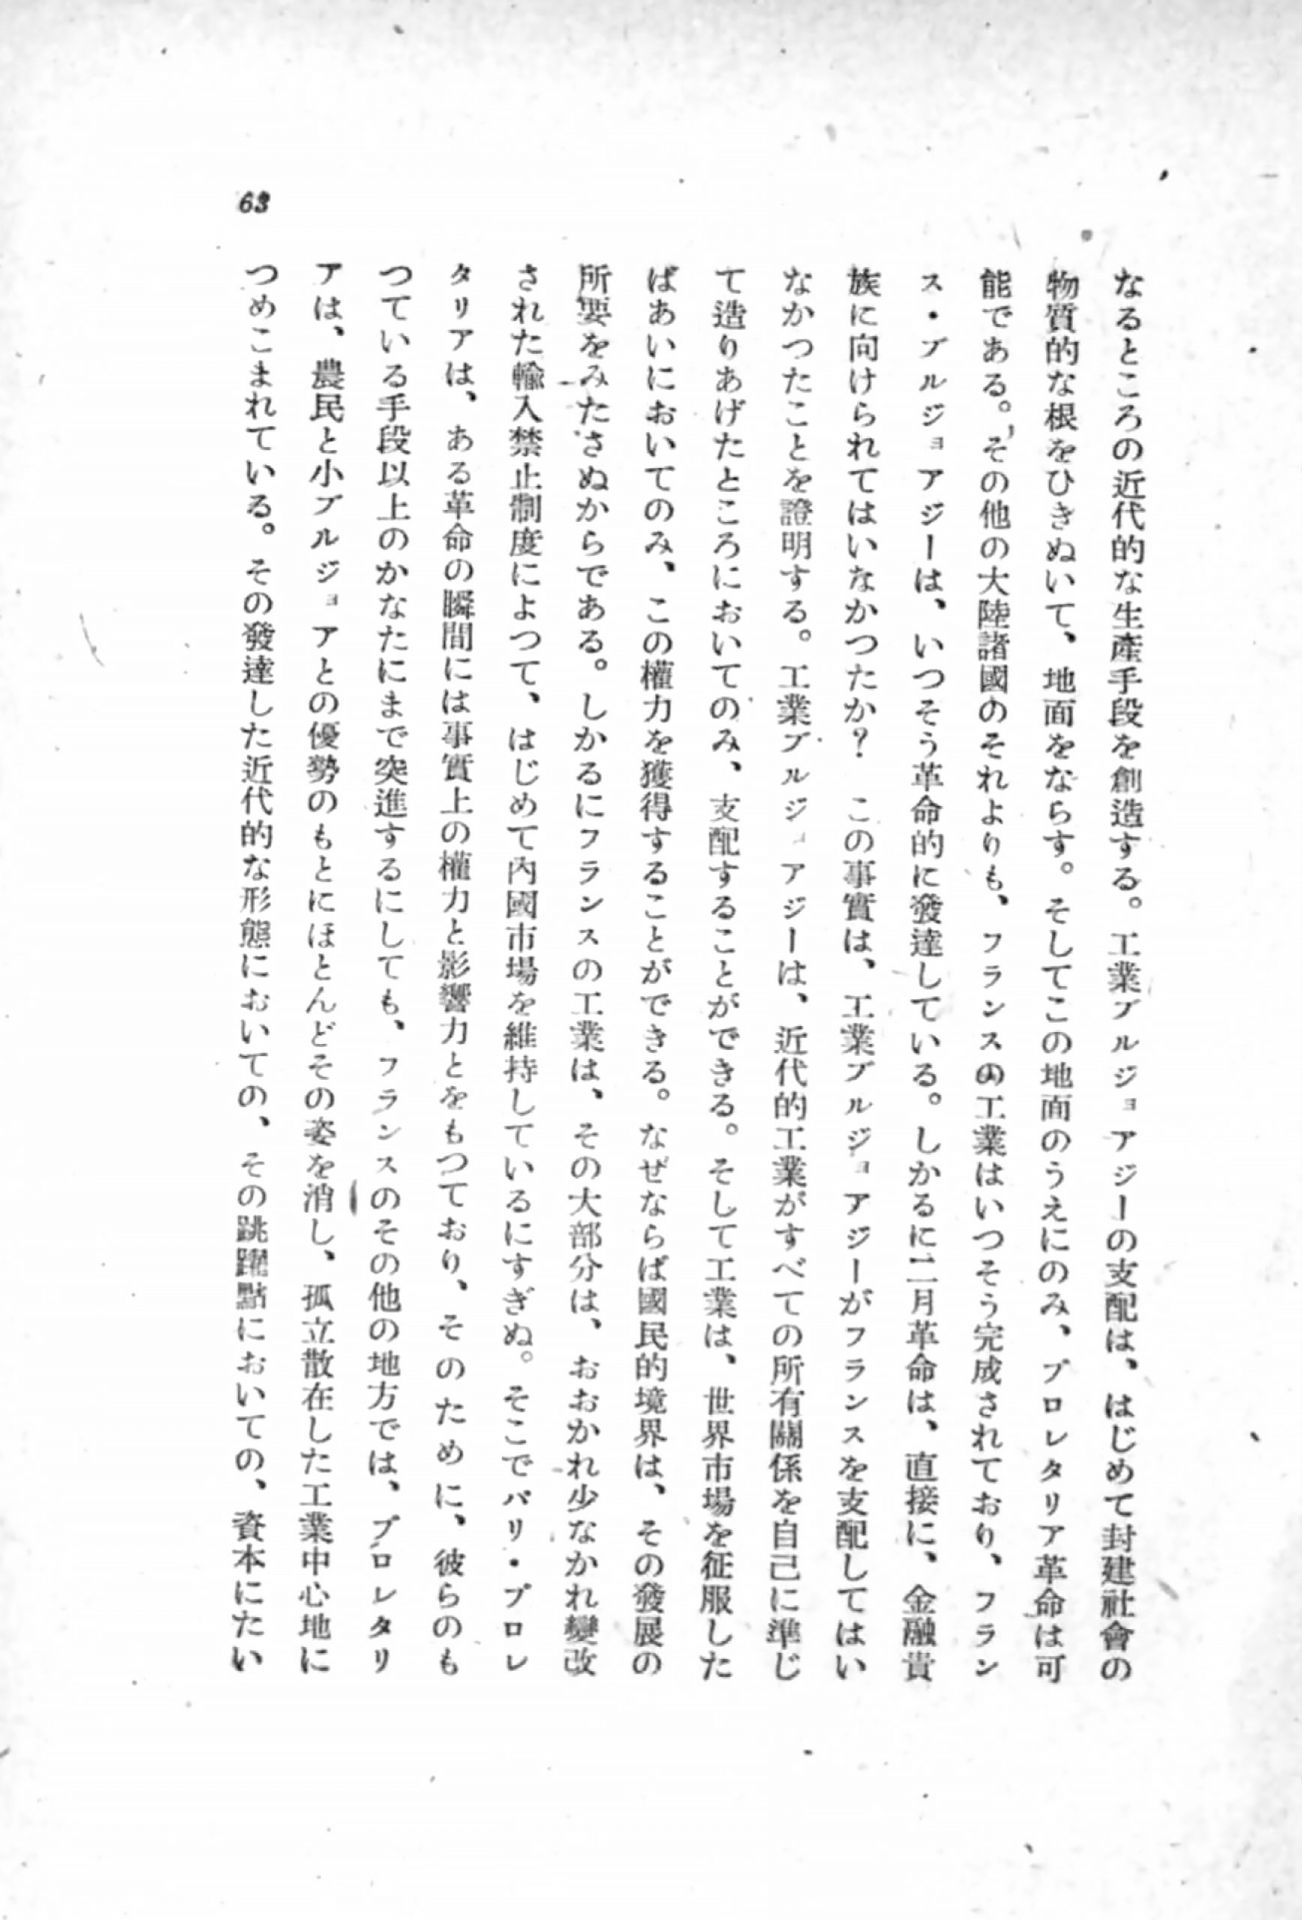 なるところの近代的な生産手段を創造する。工業ブルジョアジーの支配は、はじめて封建社會の
物質的な根をひきぬいて、地面をならす。そしてこの地面のうえにのみ、プロレタリア革命は可
能である。その他の大陸諸國のそれよりも、フランスの工業はいつそう完成されており、フラン
ス・ブルジョアジーは、いつそう革命的に發達している。しかるに二月革命は、直接に、金融貴
族に向けられてはいなかつたか？　この事實は、工業ブルジョアジーがフランスを支配してはい
なかつたことを證明する。工業ブルジョアジーは、近代的工業がすべての所有關係を自己に準じ
て造りあげたところにおいてのみ、支配することができる。そして工業は、世界市場を征服した
ばあいにおいてのみ、この權力を獲得することができる。なぜならば國民的境界は、その發展の
所要をみたさぬからである。しかるにフランスの工業は、その大部分は、おおかれ少なかれ變改
された輸入禁止制度によつて、はじめて內國市場を維持しているにすぎぬ。そこでパリ・プロレ
タリアは、ある革命の瞬間には事實上の權力と影響力とをもつており、そのために、彼らのも
つている手段以上のかなたにまで突進するにしても、フランスのその他の地方では、プロレタリ
アは、農民と小ブルジョアとの優勢のもとにほとんどその姿を消し、孤立散在した工業中心地に
つめこまれている。その發達した近代的な形態においての、その跳躍點においての、資本にたい
63